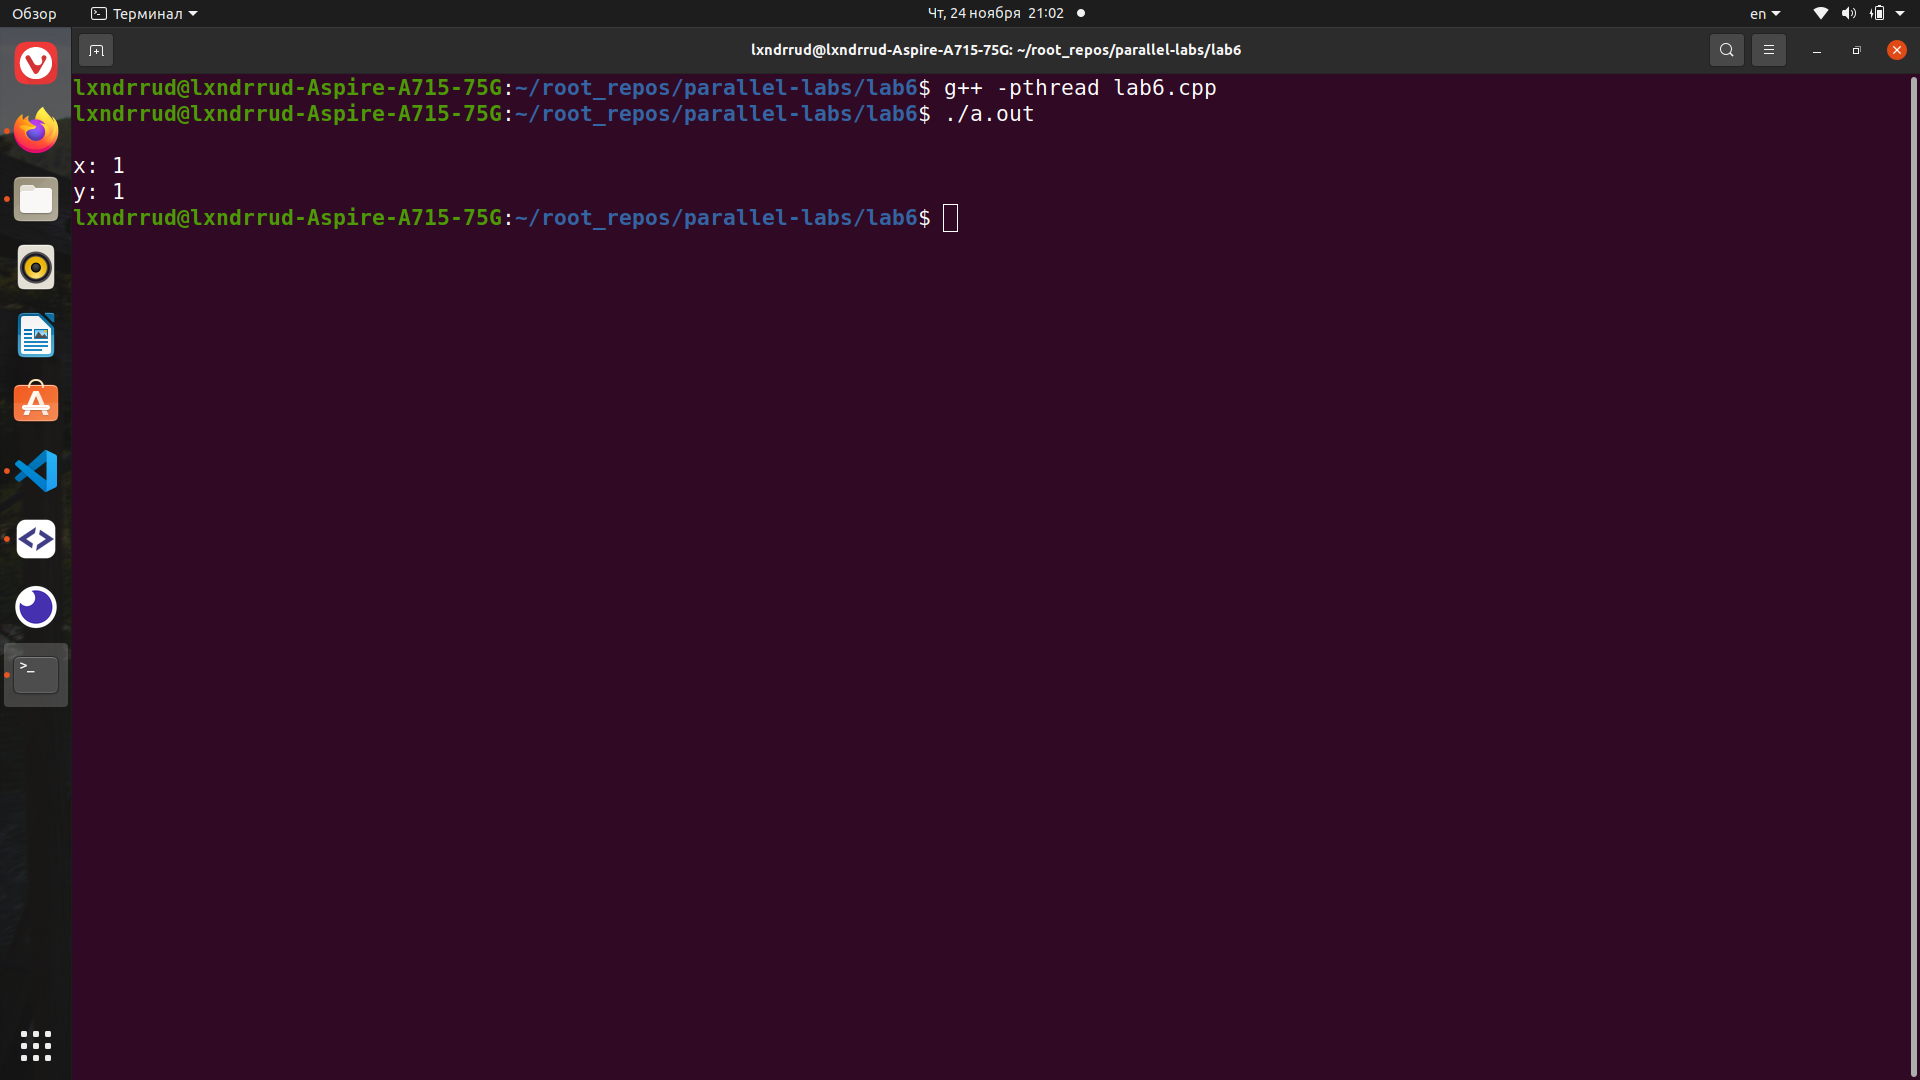 Обзор
Терминал
Чт, 24 ноября 21:02
en
lxndrrud@lxndrrud-Aspire-A715-75G: ~/root_repos/parallel-labs/lab6
lxndrrud@lxndrrud-Aspire-A715-75G:~/root_repos/parallel-labs/lab6$ g++ -pthread lab6.cpp
lxndrrud@lxndrrud-Aspire-A715-75G:~/root_repos/parallel-labs/lab6$ ./a.out
x: 1
y: 1
lxndrrud@lxndrrud-Aspire-A715-75G:~/root_repos/parallel-labs/lab6$